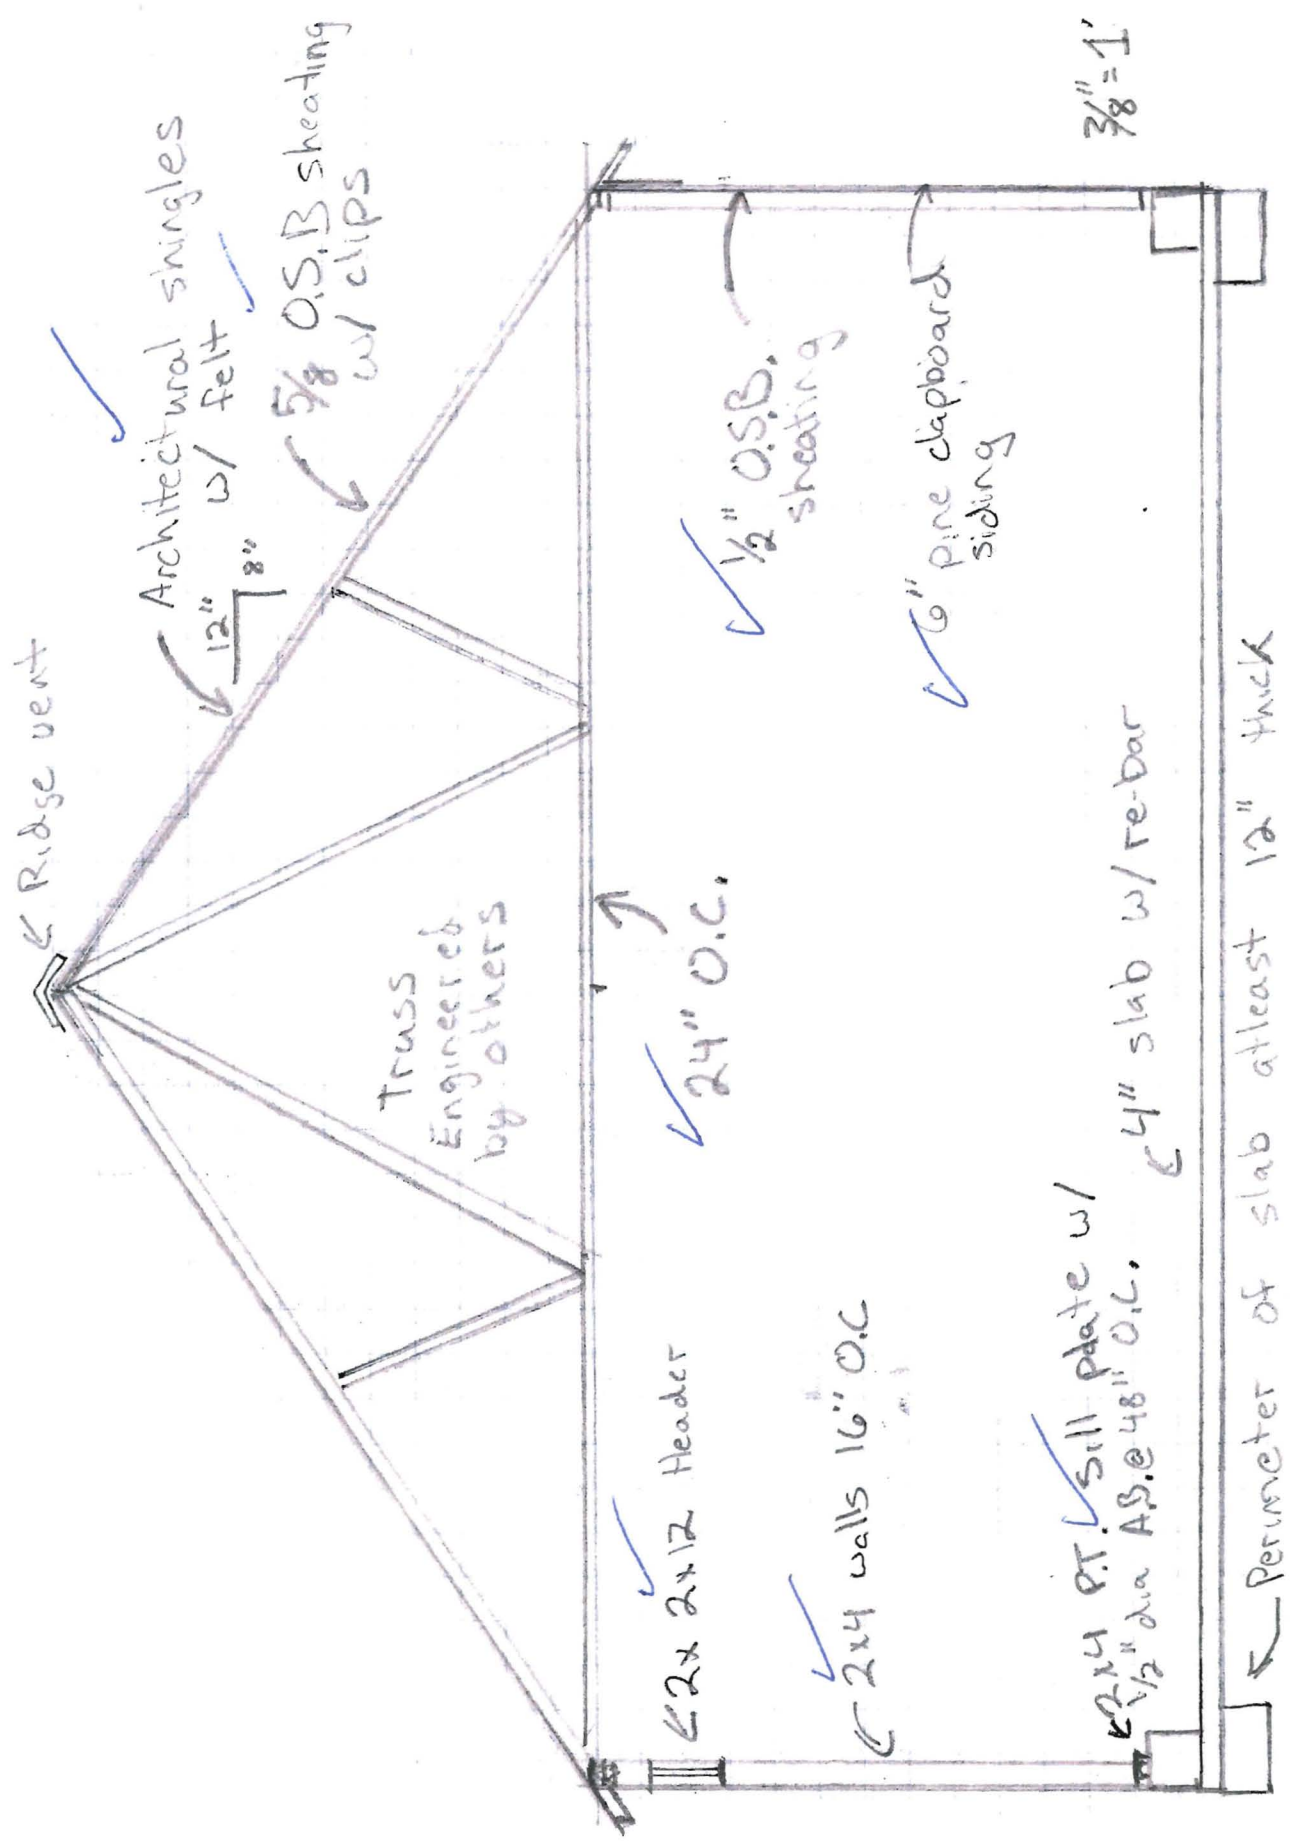 Ridge vent
Architectural shingles
w/ felt
12"
8"
5/8 O.S.B sheating
w/ clips
Truss
Engineered
by others
24" O.C.
2x 2x12 Header
1/2" O.S.B.
sheating
2x4 walls 16" O.C
6" pine clapboard
siding
2x4 P.T. Sill plate w/
1/2" dia A.B.@48" O.C.
4" slab w/ re-bar
3/8"=1'
Perimeter of slab atleast 12" thick